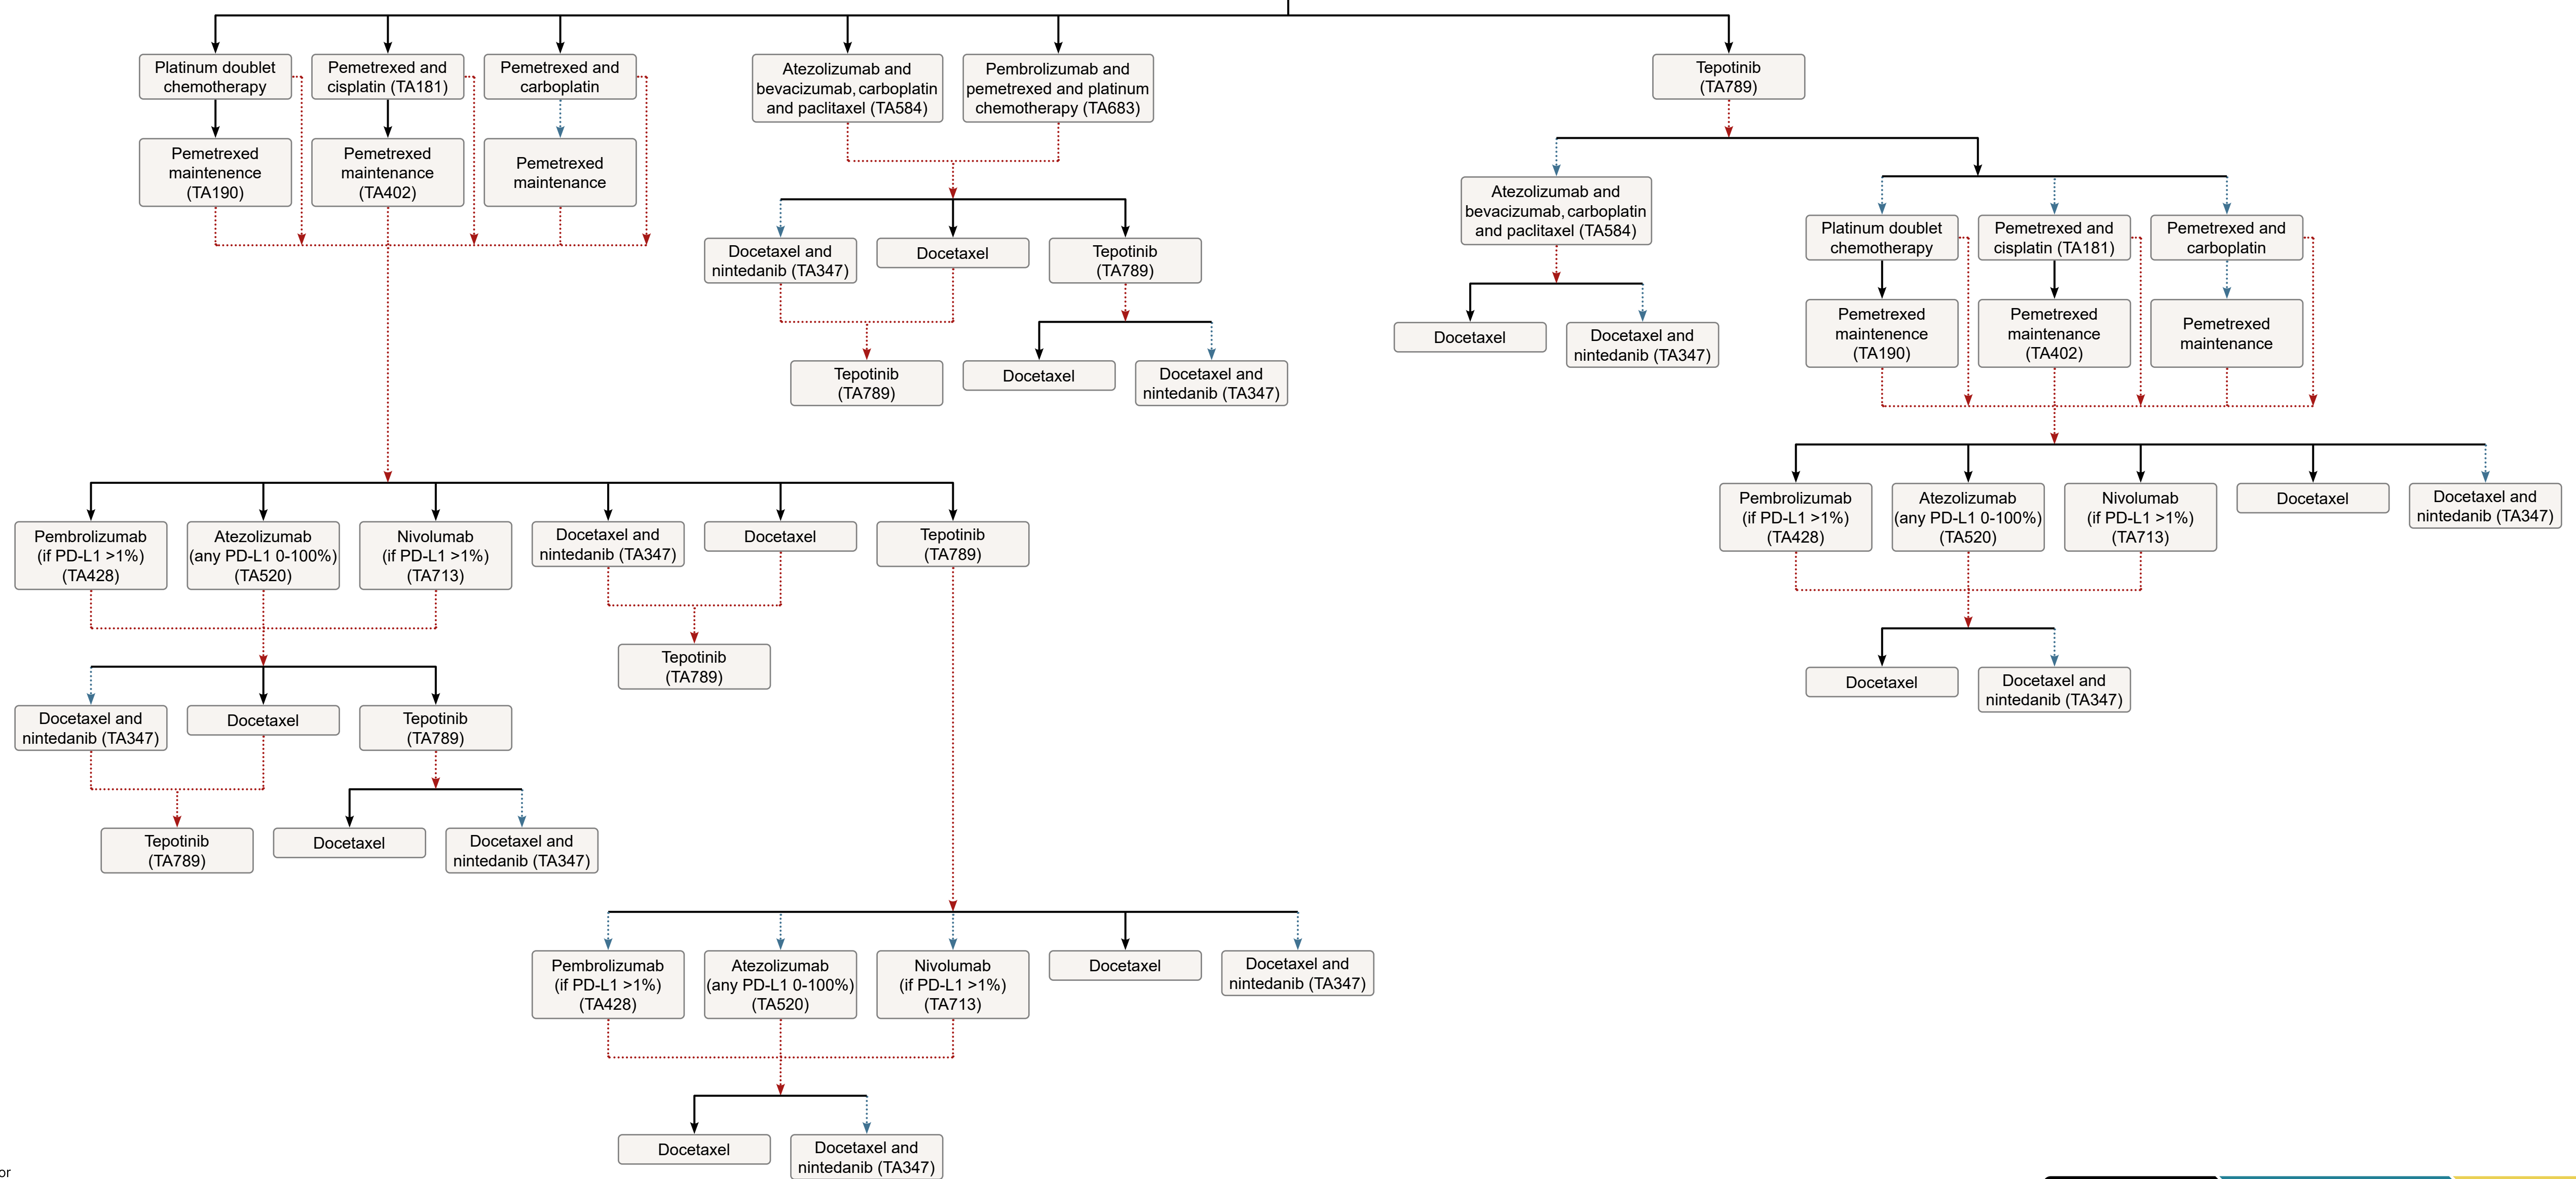 Platinum doublet
chemotherapy
Pemetrexed and
cisplatin (TA181)
Pemetrexed and
carboplatin
Atezolizumab and
bevacizumab, carboplatin
and paclitaxel (TA584)
Pembrolizumab and
pemetrexed and platinum
chemotherapy (TA683)
Tepotinib
(TA789)
Pemetrexed
maintenence
(TA190)
Pemetrexed
maintenance
(TA402)
Pemetrexed
maintenance
Atezolizumab and
bevacizumab, carboplatin
and paclitaxel (TA584)
Platinum doublet
chemotherapy
Pemetrexed and
cisplatin (TA181)
Pemetrexed and
carboplatin
Docetaxel and
nintedanib (TA347)
Docetaxel
Tepotinib
(TA789)
Docetaxel
Docetaxel and
nintedanib (TA347)
Pemetrexed
maintenence
(TA190)
Pemetrexed
maintenance
(TA402)
Pemetrexed
maintenance
Tepotinib
(TA789)
Docetaxel
Docetaxel and
nintedanib (TA347)
Pembrolizumab
(if PD-L1 >1%)
(TA428)
Atezolizumab
(any PD-L1 0-100%)
(TA520)
Nivolumab
(if PD-L1 >1%)
(TA713)
Docetaxel
Docetaxel and
nintedanib (TA347)
Pembrolizumab
(if PD-L1 >1%)
(TA428)
Atezolizumab
(any PD-L1 0-100%)
(TA520)
Nivolumab
(if PD-L1 >1%)
(TA713)
Docetaxel and
nintedanib (TA347)
Docetaxel
Tepotinib
(TA789)
Tepotinib
(TA789)
Docetaxel
Docetaxel and
nintedanib (TA347)
Docetaxel and
nintedanib (TA347)
Docetaxel
Tepotinib
(TA789)
Tepotinib
(TA789)
Docetaxel
Docetaxel and
nintedanib (TA347)
Pembrolizumab
(if PD-L1 >1%)
(TA428)
Atezolizumab
(any PD-L1 0-100%)
(TA520)
Nivolumab
(if PD-L1 >1%)
(TA713)
Docetaxel
Docetaxel and
nintedanib (TA347)
Docetaxel
Docetaxel and
nintedanib (TA347)
or